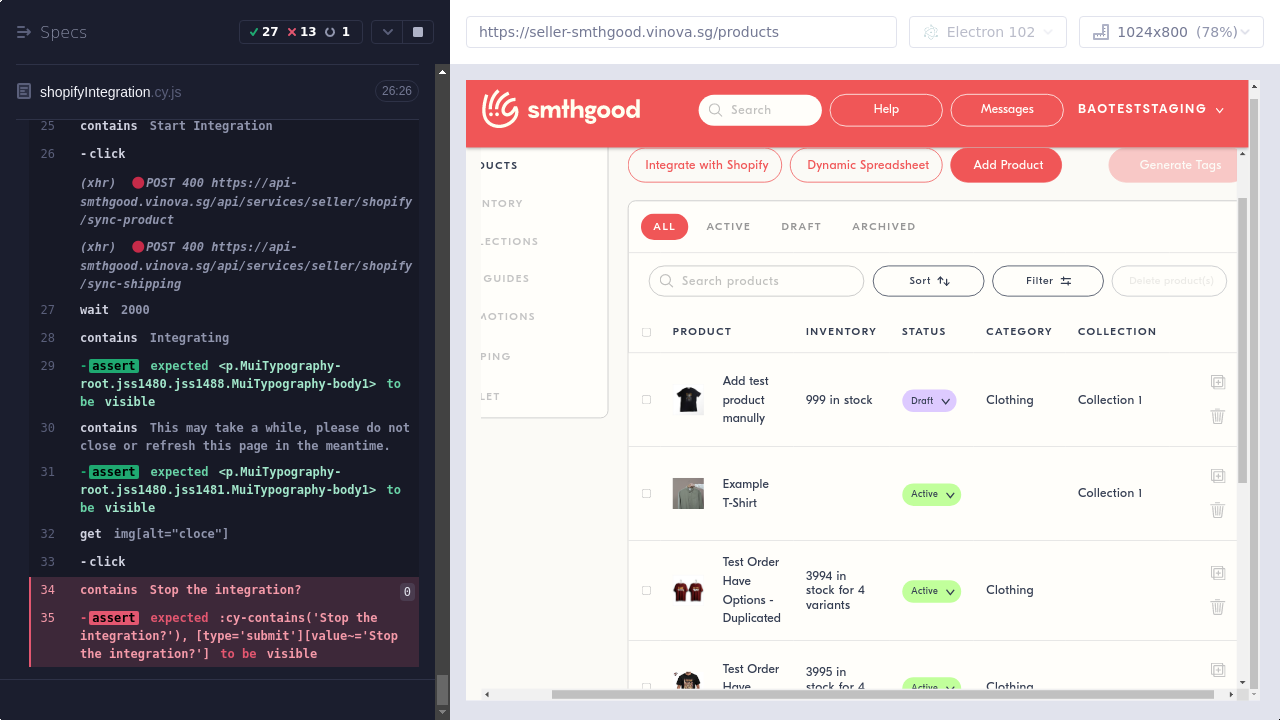 Specs
27
13
1
https://seller-smthgood.vinova.sg/products
Electron 102
1024x800 (78%)
shopifyIntegration.cy.js
26:26
25 contains Start Integration
26 -click
(xhr) POST 400 https://api-
smthgood.vinova.sg/api/services/seller/shopify
/sync-product
(xhr) POST 400 https://api-
smthgood.vinova.sg/api/services/seller/shopify
/sync-shipping
27 wait 2000
28 contains Integrating
29 -assert expected <p.MuiTypography-
root.jss1480.jss1488.MuiTypography-body1> to
be visible
30 contains This may take a while, please do not
close or refresh this page in the meantime.
31 -assert expected <p.MuiTypography-
root.jss1480.jss1481.MuiTypography-body1> to
be visible
32 get img[alt="cloce"]
33 -click
34 contains Stop the integration? 0
35 -assert expected :cy-contains('Stop the
integration?'), [type='submit'][value~='Stop
the integration?'] to be visible
smthgood
Search
Help
Messages
BAOTESTSTAGING
DUCTS
NTORY
LECTIONS
GUIDES
MOTIONS
PING
LET
Integrate with Shopify
Dynamic Spreadsheet
Add Product
Generate Tags
ALL ACTIVE DRAFT ARCHIVED
Search products
Sort
Filter
Delete product(s)
PRODUCT INVENTORY STATUS CATEGORY COLLECTION
Add test
product
manully
999 in stock
Draft
Clothing
Collection 1
Example
T-Shirt
Active
Collection 1
Test Order
Have
Options -
Duplicated
3994 in
stock for 4
variants
Active
Clothing
Test Order
Have
3995 in
stock for 4
Active
Clothing